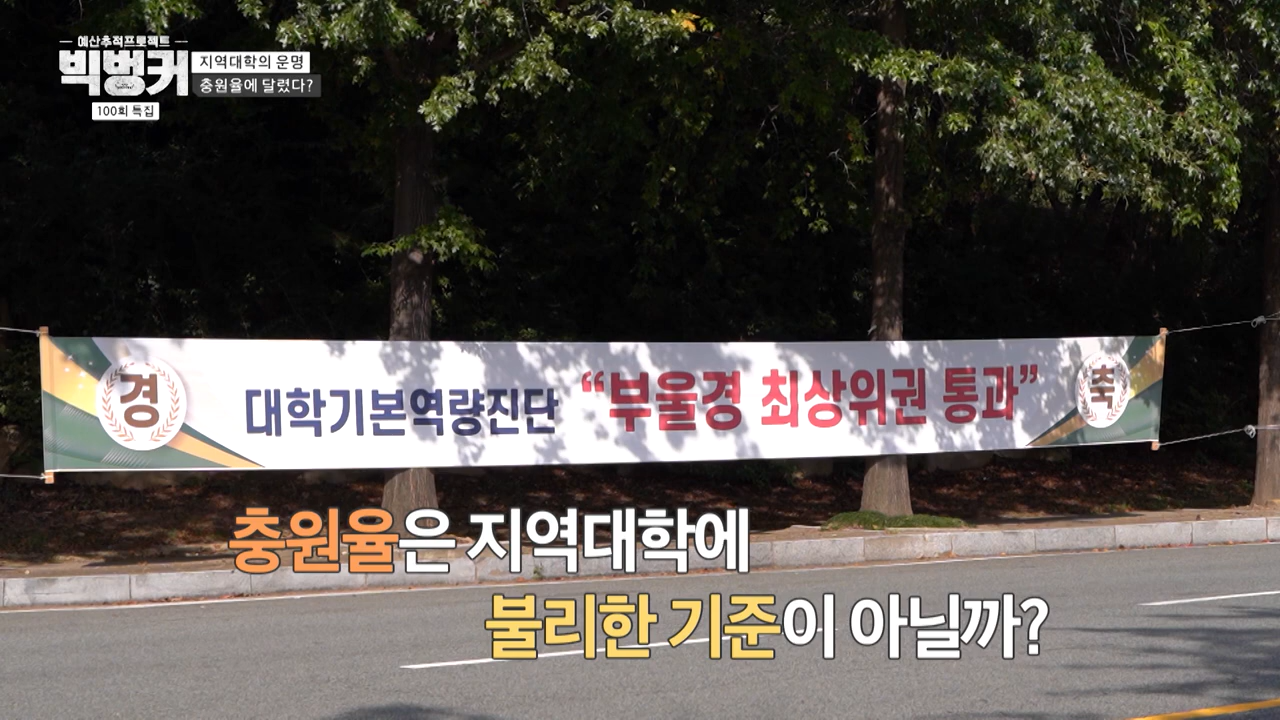 예산추적프로젝트
빅벙커
지역대학의 운명
충원율에 달렸다?
100회 특집
경 대학기본역량진단 “부울경 최상위권 통과” 축
충원율은 지역대학에
불리한 기준이 아닐까?